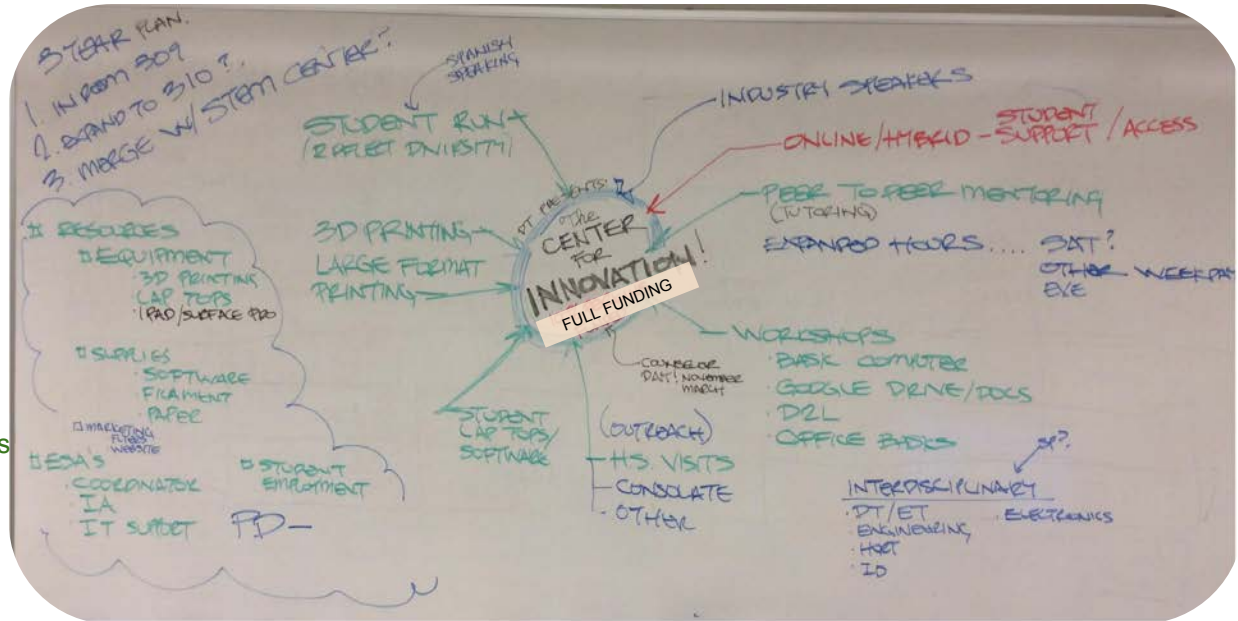 3 YEAR PLAN.
1. IN ROOM 309
2. EXPAND TO 310?
3. MERGE W/ STEM CENTER?
SPANISH
SPEAKING
STUDENT RUN +
(REFLECT DIVERSITY)
INDUSTRY SPEAKERS
ONLINE/HYBRID - STUDENT
SUPPORT / ACCESS
PEER TO PEER MENTORING
(TUTORING)
EXPANDED HOURS.... SAT?
OTHER WEEKDAY
EVE
DT PRESENTS:
the
CENTER
FOR
INNOVATION!
FULL FUNDING
3D PRINTING
LARGE FORMAT
PRINTING
RESOURCES
EQUIPMENT
· 3D PRINTING
· LAP TOPS
· IPAD/SURFACE PRO
SUPPLIES
· SOFTWARE
· FILAMENT
· PAPER
MARKETING
FLYERS
WEBSITE
S
ESA'S
· COORDINATOR
· IA
· IT SUPPORT
STUDENT
EMPLOYMENT
PD—
STUDENT
LAP TOPS/
SOFTWARE
COUNSELOR
DAY! NOVEMBER
MARCH
(OUTREACH)
- H.S. VISITS
- CONSOLATE
- OTHER
WORKSHOPS
· BASIC COMPUTER
· GOOGLE DRIVE/DOCS
· D2L
· OFFICE BASICS
SP?
INTERDISCIPLINARY
· DT/ET · ELECTRONICS
· ENGINEERING
· HORT
· ID